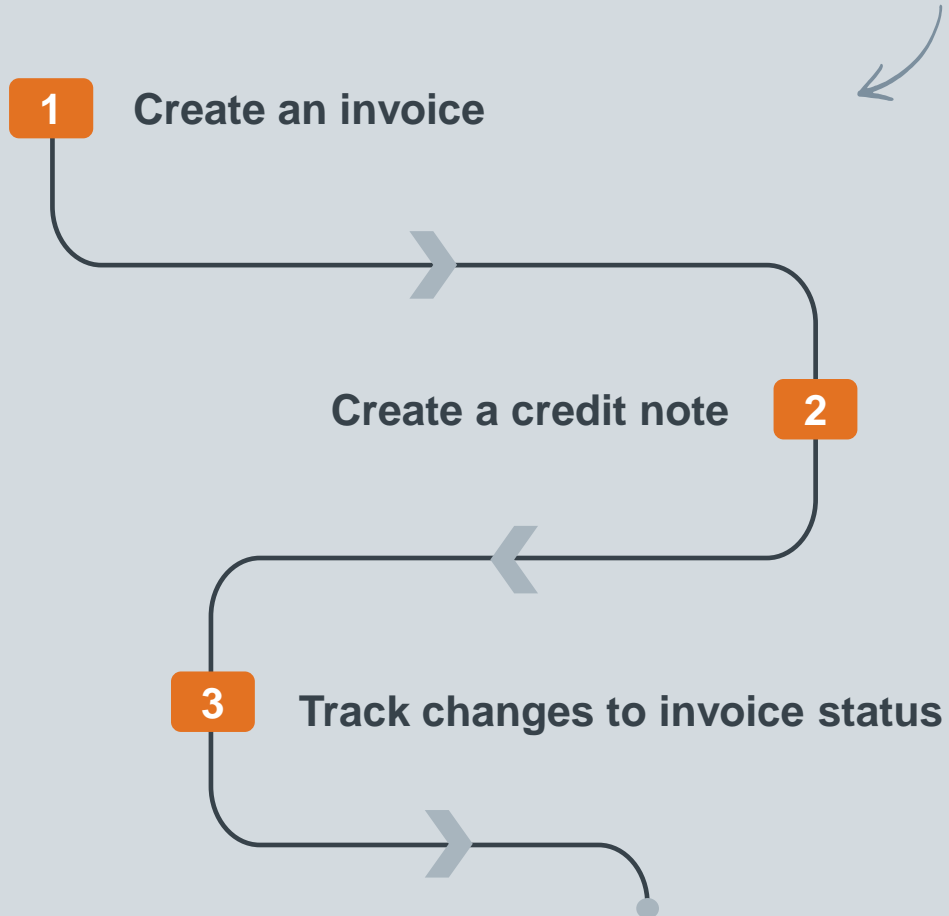 1 Create an invoice
Create a credit note 2
3 Track changes to invoice status